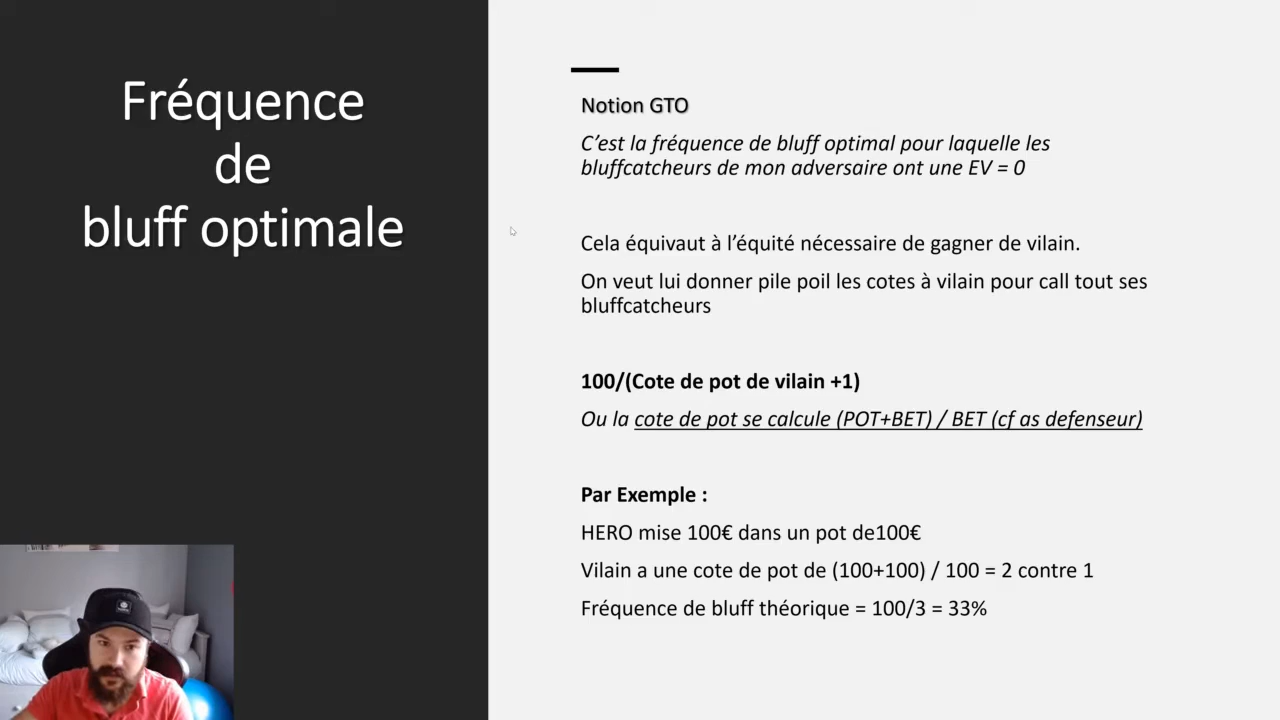 Fréquence
de
bluff optimale
Notion GTO
C'est la fréquence de bluff optimal pour laquelle les
bluffcatcheurs de mon adversaire ont une EV = 0
Cela équivaut à l'équité nécessaire de gagner de vilain.
On veut lui donner pile poil les cotes à vilain pour call tout ses
bluffcatcheurs
100/(Cote de pot de vilain +1)
Ou la cote de pot se calcule (POT+BET) / BET (cf as defenseur)
Par Exemple :
HERO mise 100€ dans un pot de100€
Vilain a une cote de pot de (100+100) / 100 = 2 contre 1
Fréquence de bluff théorique = 100/3 = 33%